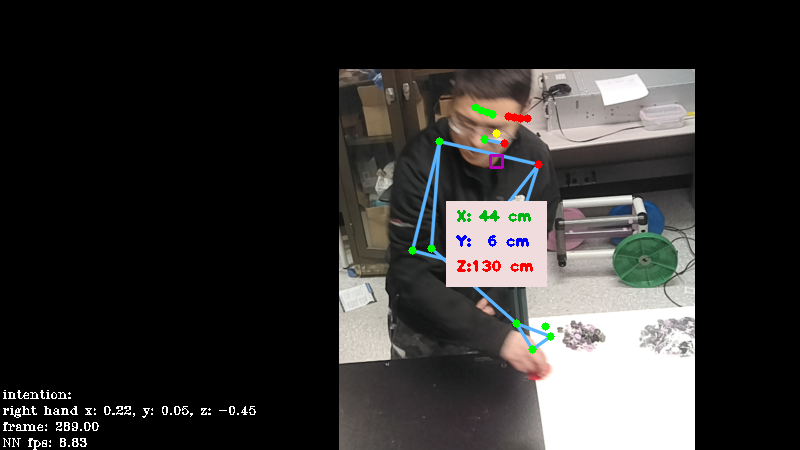 X: 44 cm
Y: 6 cm
Z:130 cm
intention:
right hand x: 0.22, y: 0.05, z: -0.45
frame: 289.00
NN fps: 8.83